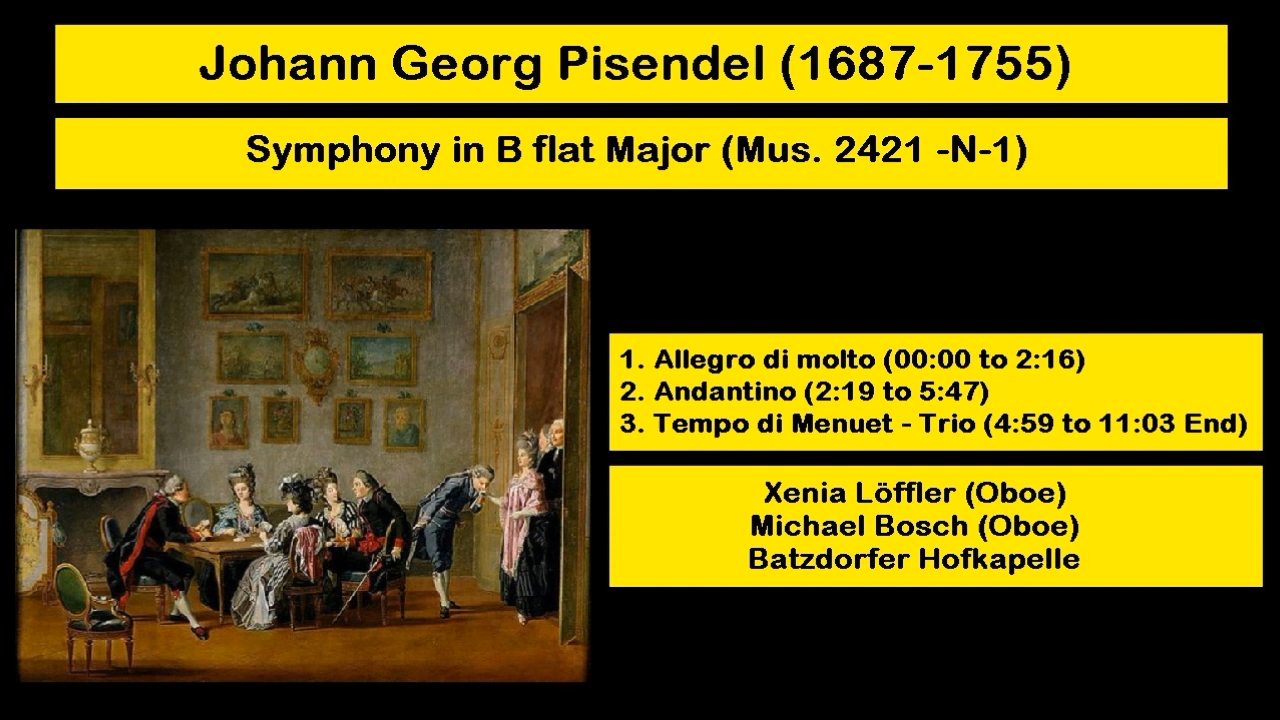 Johann Georg Pisendel (1687-1755)
Symphony in B flat Major (Mus. 2421 -N-1)
1. Allegro di molto (00:00 to 2:16)
2. Andantino (2:19 to 5:47)
3. Tempo di Menuet - Trio (4:59 to 11:03 End)
Xenia Löffler (Oboe)
Michael Bosch (Oboe)
Batzdorfer Hofkapelle